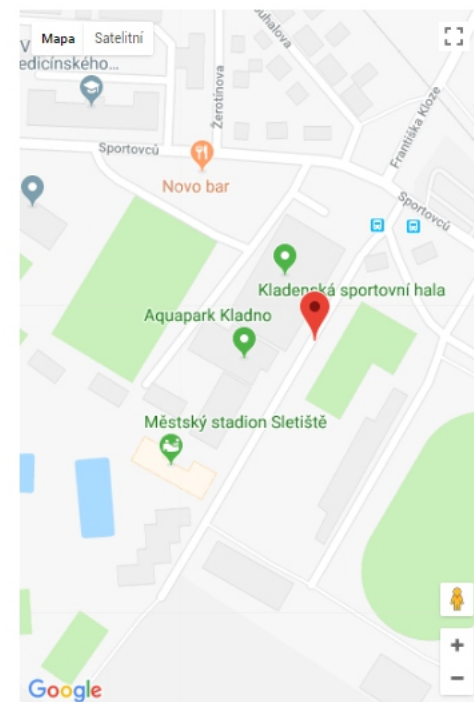 Mapa
Satelitní
edicínského...
Žerotínova
Františka Kloze
Sportovců
Sportovců
Novo bar
Kladenská sportovní hala
Aquapark Kladno
Městský stadion Sletiště
Google